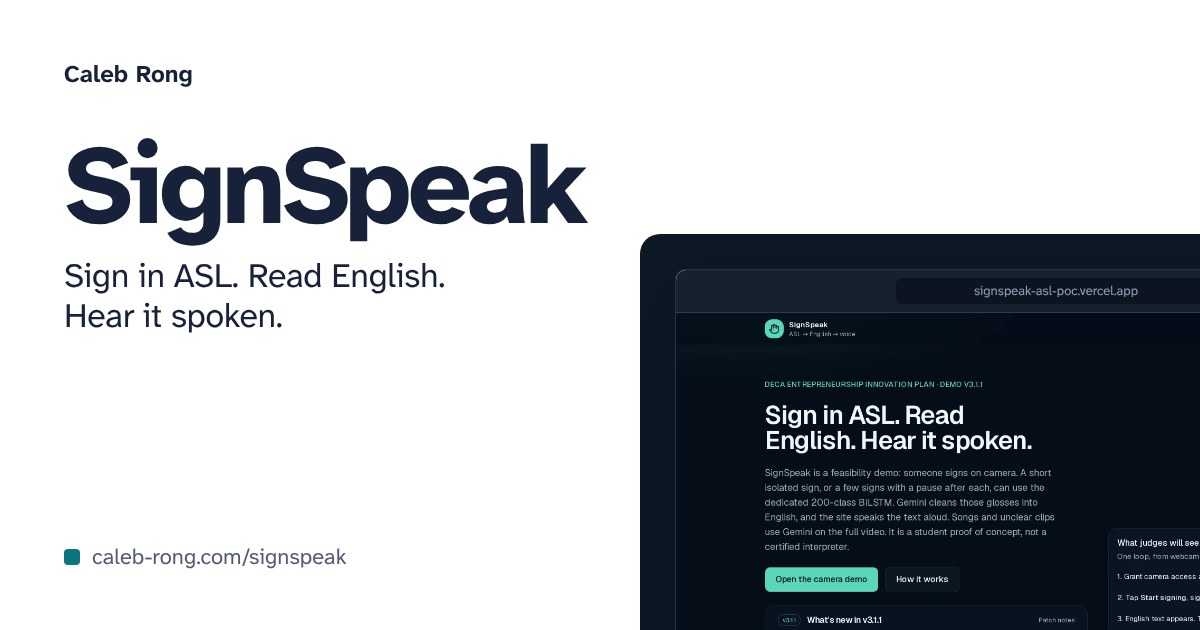 Caleb Rong
SignSpeak
Sign in ASL. Read English.
Hear it spoken.
caleb-rong.com/signspeak
signspeak-asl-poc.vercel.app
SignSpeak
ASL → English → voice
DECA ENTREPRENEURSHIP INNOVATION PLAN · DEMO V3.1.1
Sign in ASL. Read
English. Hear it spoken.
SignSpeak is a feasibility demo: someone signs on camera. A short
isolated sign, or a few signs with a pause after each, can use the
dedicated 200-class BiLSTM. Gemini cleans those glosses into
English, and the site speaks the text aloud. Songs and unclear clips
use Gemini on the full video. It is a student proof of concept, not a
certified interpreter.
Open the camera demo
How it works
v3.1.1
What's new in v3.1.1
Patch notes
What judges will see
One loop, from webcam
1. Grant camera access
2. Tap Start signing, sig
3. English text appears.